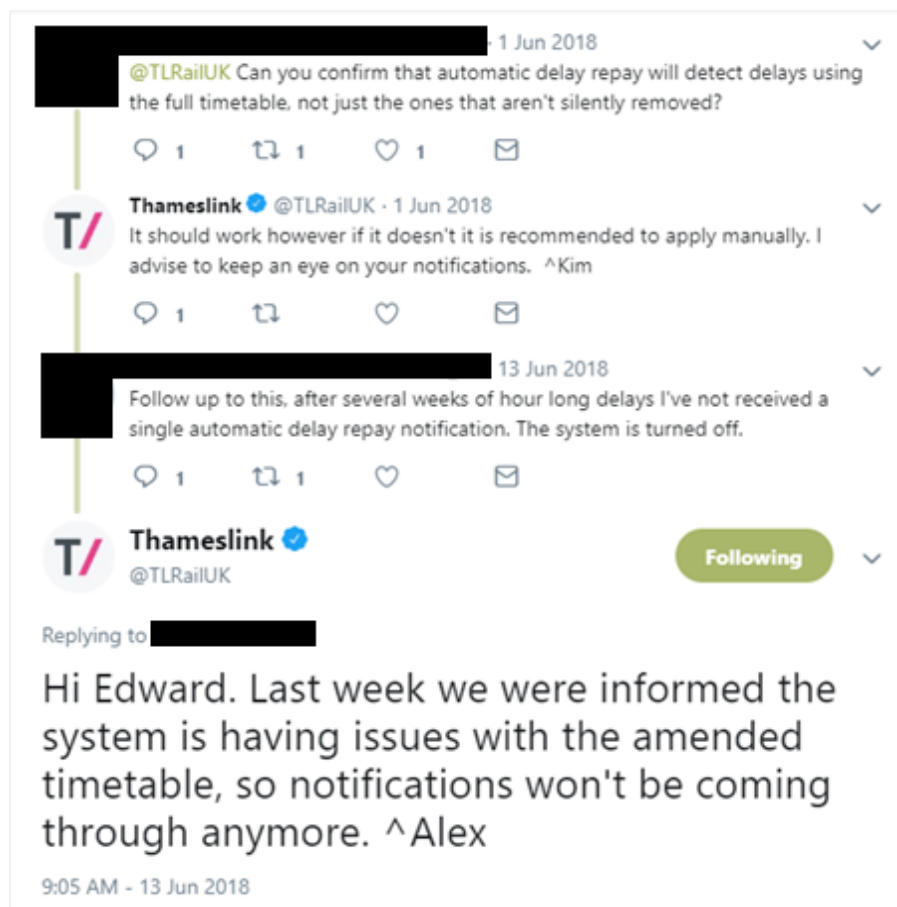 · 1 Jun 2018
@TLRailUK Can you confirm that automatic delay repay will detect delays using
the full timetable, not just the ones that aren't silently removed?
1 1 1
T/
Thameslink @TLRailUK · 1 Jun 2018
It should work however if it doesn't it is recommended to apply manually. I
advise to keep an eye on your notifications. ^Kim
1
13 Jun 2018
Follow up to this, after several weeks of hour long delays I've not received a
single automatic delay repay notification. The system is turned off.
1 1
T/
Thameslink
@TLRailUK
Following
Replying to
Hi Edward. Last week we were informed the
system is having issues with the amended
timetable, so notifications won't be coming
through anymore. ^Alex
9:05 AM - 13 Jun 2018